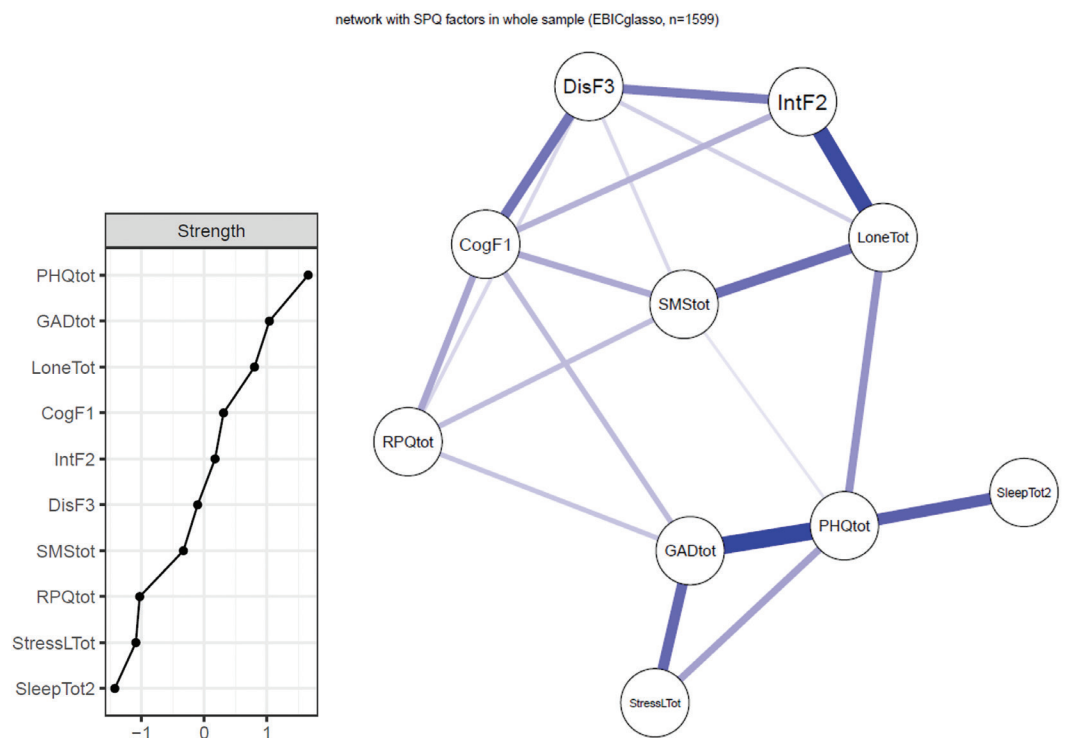 network with SPQ factors in whole sample (EBICglasso, n=1599)
Strength
PHQtot
GADtot
LoneTot
CogF1
IntF2
DisF3
SMStot
RPQtot
StressLTot
SleepTot2
−1 0 1
DisF3
IntF2
CogF1
LoneTot
SMStot
RPQtot
SleepTot2
PHQtot
GADtot
StressLTot